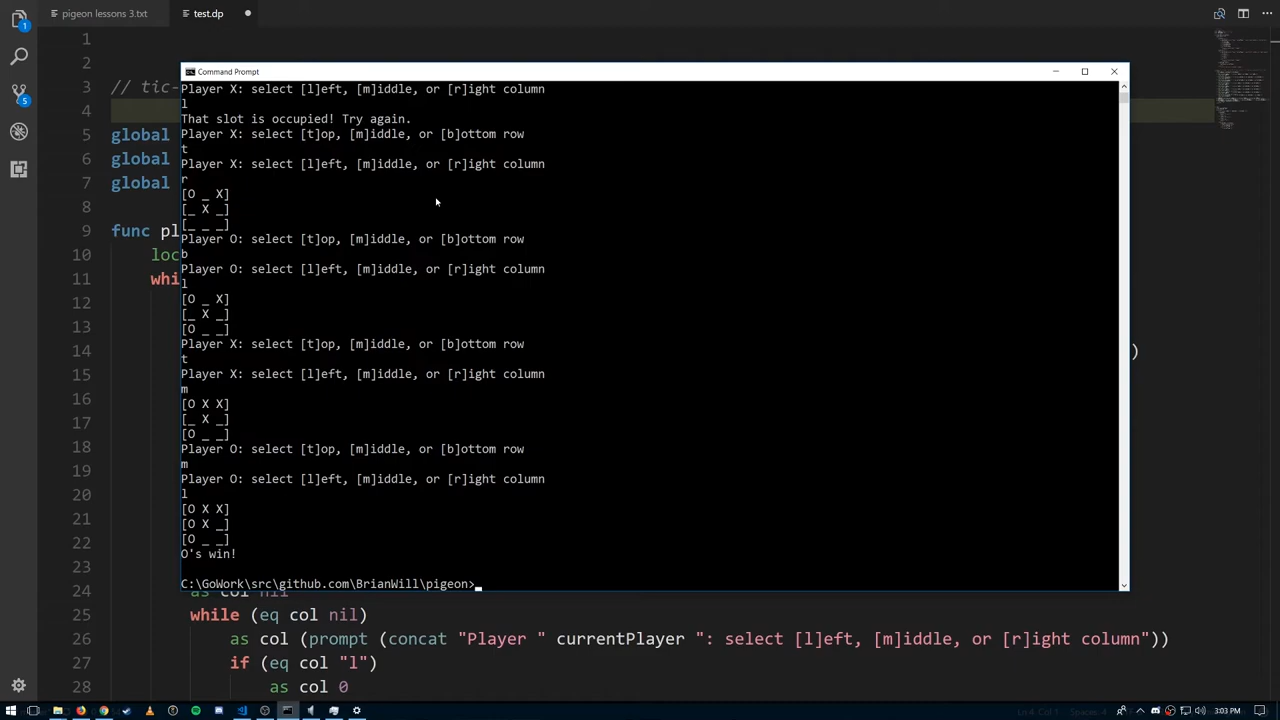 pigeon lessons 3.txt
test.dp
1
1
2
3 // tic-
4
5 global
6 global
7 global
8
9 func pl
10 loc
11 whi
12
13
14 )
15
16
17
18
19
20
21
22
24 as col nil
25 while (eq col nil)
26 as col (prompt (concat "Player " currentPlayer ": select [l]eft, [m]iddle, or [r]ight column"))
27 if (eq col "l")
28 as col 0
5
Command Prompt
Player X: select [l]eft, [m]iddle, or [r]ight column
l
That slot is occupied! Try again.
Player X: select [t]op, [m]iddle, or [b]ottom row
t
Player X: select [l]eft, [m]iddle, or [r]ight column
r
[O _ X]
[_ X _]
[_ _ _]
Player O: select [t]op, [m]iddle, or [b]ottom row
b
Player O: select [l]eft, [m]iddle, or [r]ight column
l
[O _ X]
[_ X _]
[O _ _]
Player X: select [t]op, [m]iddle, or [b]ottom row
t
Player X: select [l]eft, [m]iddle, or [r]ight column
m
[O X X]
[_ X _]
[O _ _]
Player O: select [t]op, [m]iddle, or [b]ottom row
m
Player O: select [l]eft, [m]iddle, or [r]ight column
l
[O X X]
[O X _]
[O _ _]
O's win!
C:\GoWork\src\github.com\BrianWill\pigeon>_
3:03 PM